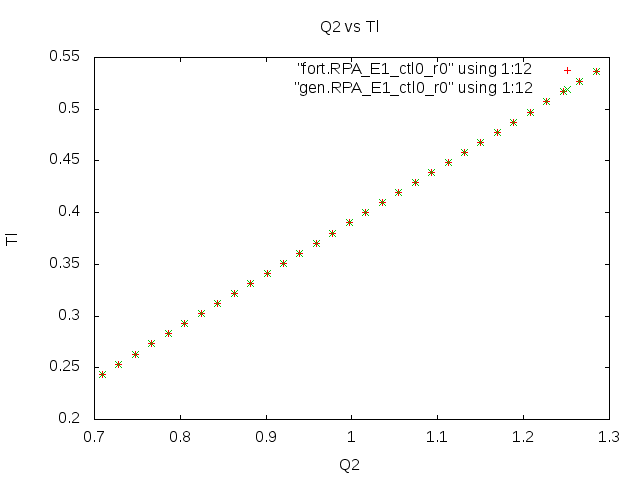 Q2 vs Tl
"fort.RPA_E1_ctl0_r0" using 1:12
"gen.RPA_E1_ctl0_r0" using 1:12
0.55
0.5
0.45
0.4
0.35
0.3
0.25
0.2
Tl
0.7 0.8 0.9 1 1.1 1.2 1.3
Q2